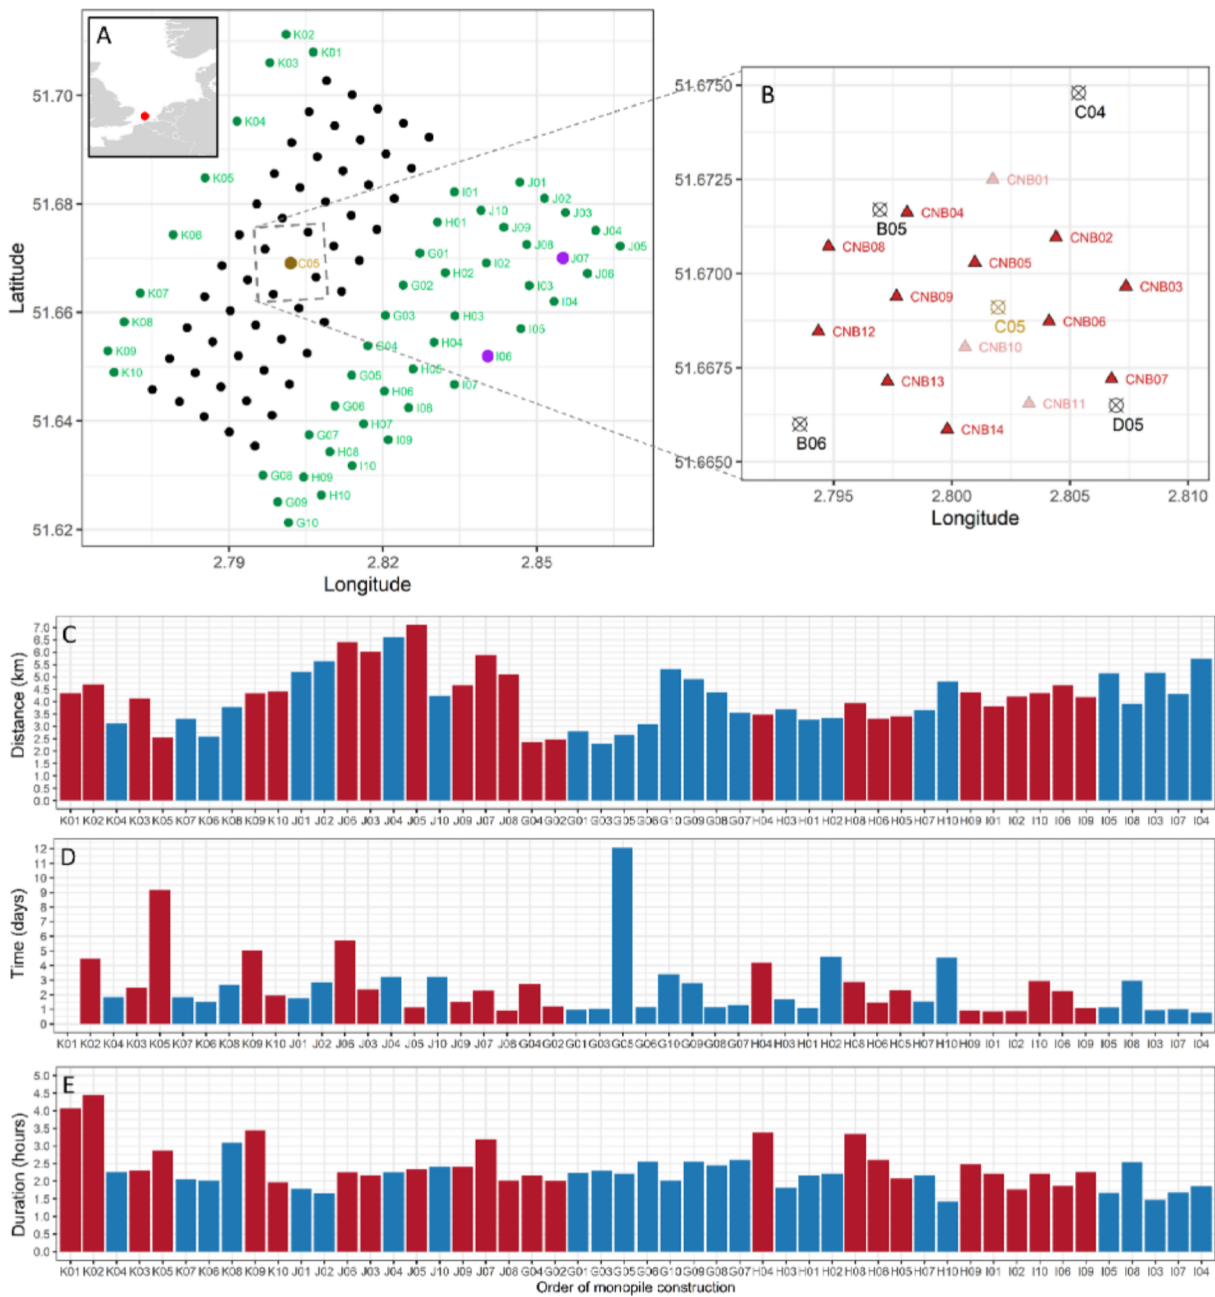 A
K02
K01
K03
51.70
K04
K05
51.68
I01
J01
J02
J10
J03
K06
H01
J09
J04
C05
G01
J08
J05
I02
J07
H02
J06
K07
G02
I03
51.66
I04
K08
G03
H03
I05
K09
G04
H04
I06
K10
G05
H05
I07
H06
51.64
G06
I08
G07
H07
I09
H08
I10
G08
H09
H10
G09
51.62
G10
2.79 2.82 2.85
Longitude
Latitude
B
51.6750
C04
51.6725
CNB01
CNB04
B05
CNB02
CNB08
51.6700
CNB05
CNB03
CNB09
C05
CNB06
CNB12
CNB10
51.6675
CNB13
CNB07
CNB11
D05
B06
CNB14
51.6650
2.795 2.800 2.805 2.810
Longitude
C
Distance (km)
7.0
6.5
6.0
5.5
5.0
4.5
4.0
3.5
3.0
2.5
2.0
1.5
1.0
0.5
0.0
K01 K02 K04 K03 K05 K07 K06 K08 K09 K10 J01 J02 J06 J03 J04 J05 J10 J09 J07 J08 G04 G02 G01 G03 G05 G06 G10 G09 G08 G07 H04 H03 H01 H02 H08 H06 H05 H07 H10 H09 I01 I02 I10 I06 I09 I05 I08 I03 I07 I04
D
Time (days)
12
11
10
9
8
7
6
5
4
3
2
1
0
K01 K02 K04 K03 K05 K07 K06 K08 K09 K10 J01 J02 J06 J03 J04 J05 J10 J09 J07 J08 G04 G02 G01 G03 G05 G06 G10 G09 G08 G07 H04 H03 H01 H02 H08 H06 H05 H07 H10 H09 I01 I02 I10 I06 I09 I05 I08 I03 I07 I04
E
Duration (hours)
5.0
4.5
4.0
3.5
3.0
2.5
2.0
1.5
1.0
0.5
0.0
K01 K02 K04 K03 K05 K07 K06 K08 K09 K10 J01 J02 J06 J03 J04 J05 J10 J09 J07 J08 G04 G02 G01 G03 G05 G06 G10 G09 G08 G07 H04 H03 H01 H02 H08 H06 H05 H07 H10 H09 I01 I02 I10 I06 I09 I05 I08 I03 I07 I04
Order of monopile construction